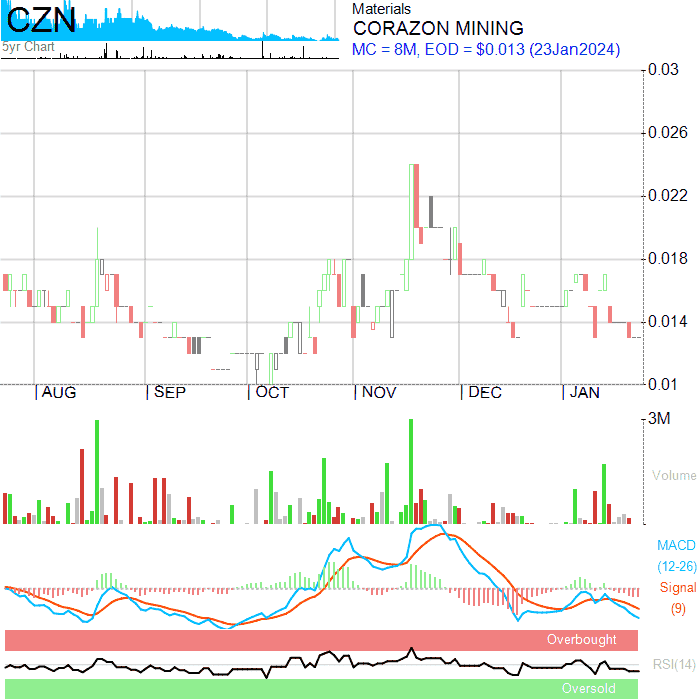 CZN
5yr Chart
Materials
CORAZON MINING
MC = 8M, EOD = $0.013 (23Jan2024)
0.03
0.026
0.022
0.018
0.014
0.01
AUG SEP OCT NOV DEC JAN
3M
Volume
MACD
(12-26)
Signal
(9)
Overbought
RSI(14)
Oversold